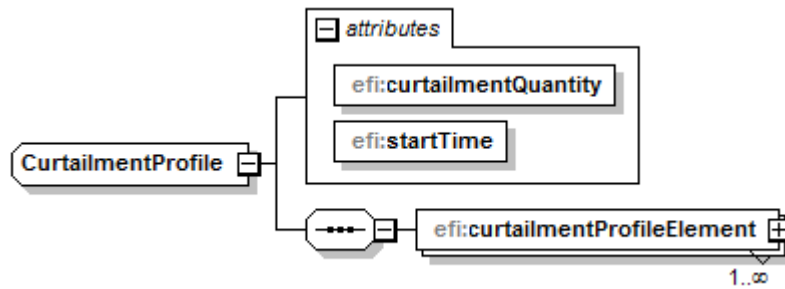 attributes
efi:curtailmentQuantity
efi:startTime
CurtailmentProfile
efi:curtailmentProfileElement
1..∞